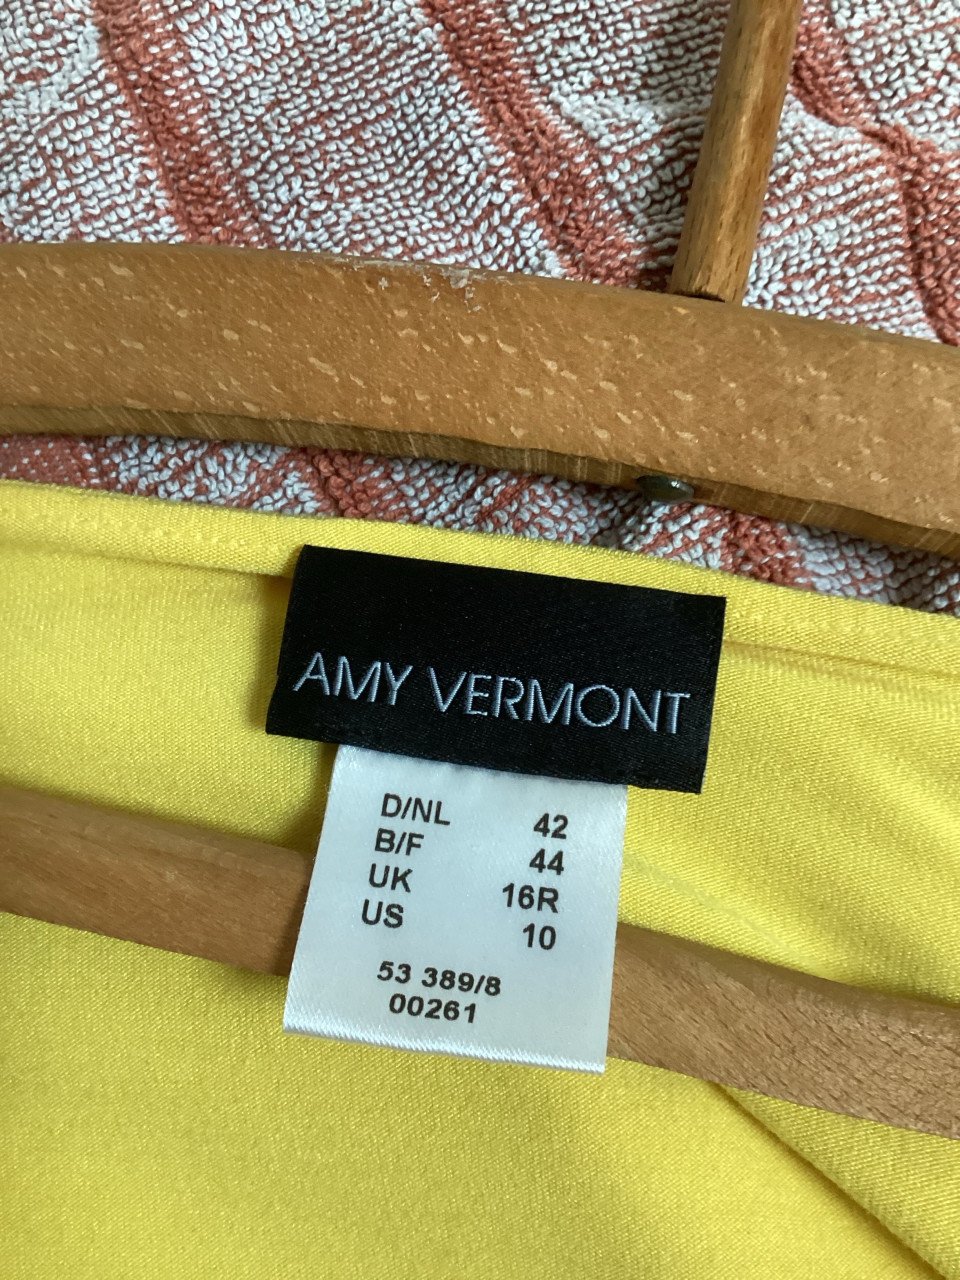 AMY VERMONT
D/NL 42
B/F 44
UK 16R
US 10
53 389/8
00261